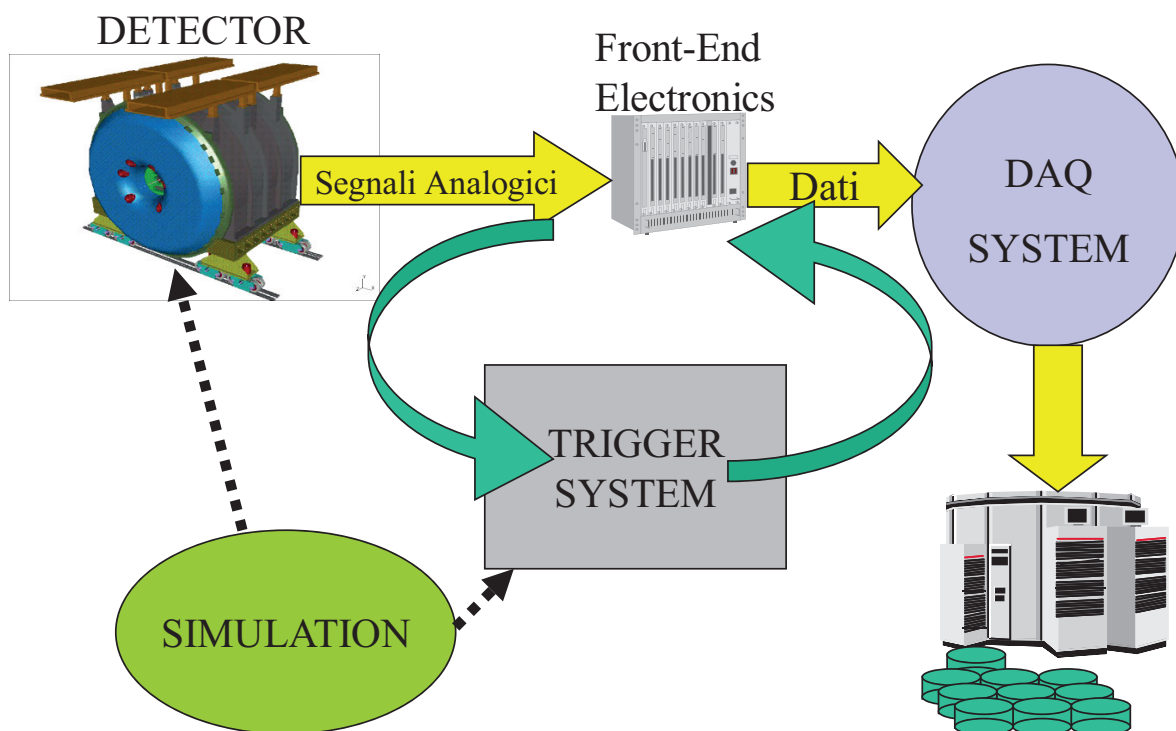 DETECTOR
Front-End
Electronics
Segnali Analogici
Dati
DAQ
SYSTEM
TRIGGER
SYSTEM
SIMULATION